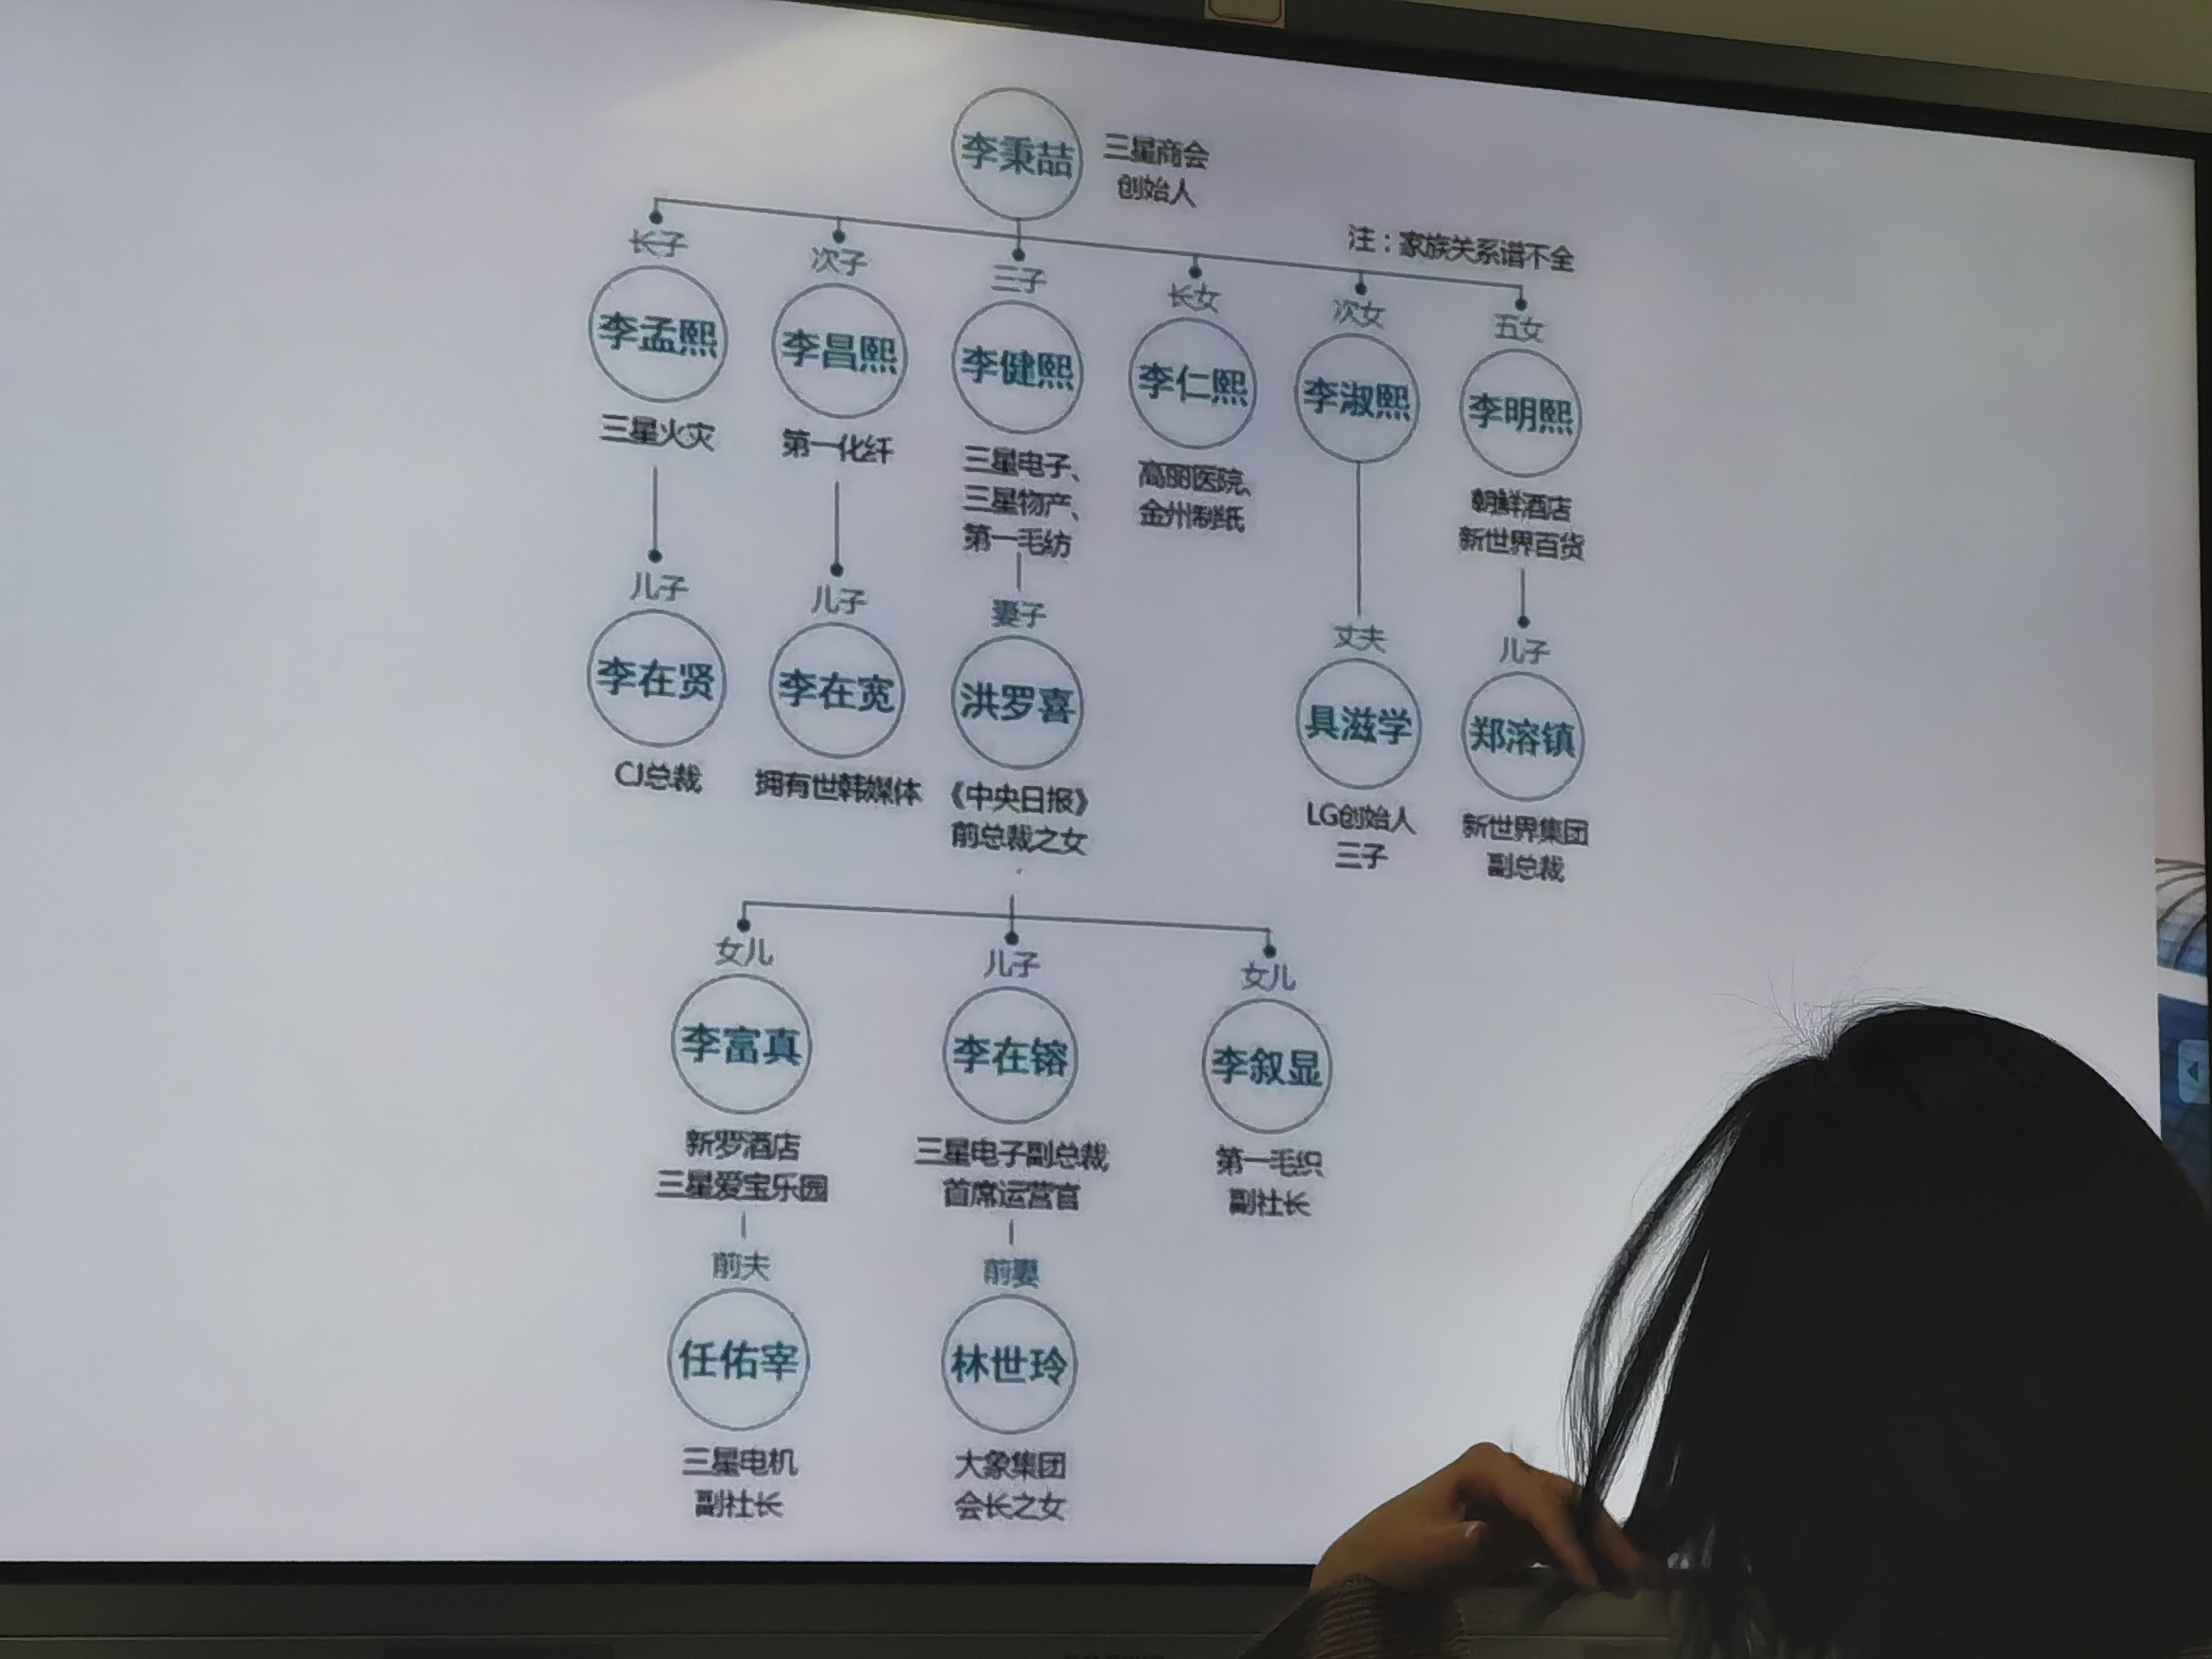 李秉喆
三星商会
创始人
注：家族关系谱不全
长子
次子
三子
长女
次女
五女
李孟熙
李昌熙
李健熙
李仁熙
李淑熙
李明熙
三星火灾
第一化纤
三星电子、
三星物产、
第一毛纺
高丽医院、
金州制纸
朝鲜酒店
新世界百货
儿子
儿子
妻子
丈夫
儿子
李在贤
李在宽
洪罗喜
具滋学
郑溶镇
CJ总裁
拥有世韩媒体
《中央日报》
前总裁之女
LG创始人
三子
新世界集团
副总裁
女儿
儿子
女儿
李富真
李在镕
李叙显
新罗酒店
三星爱宝乐园
三星电子副总裁
首席运营官
第一毛织
副社长
前夫
前妻
任佑宰
林世玲
三星电机
副社长
大象集团
会长之女